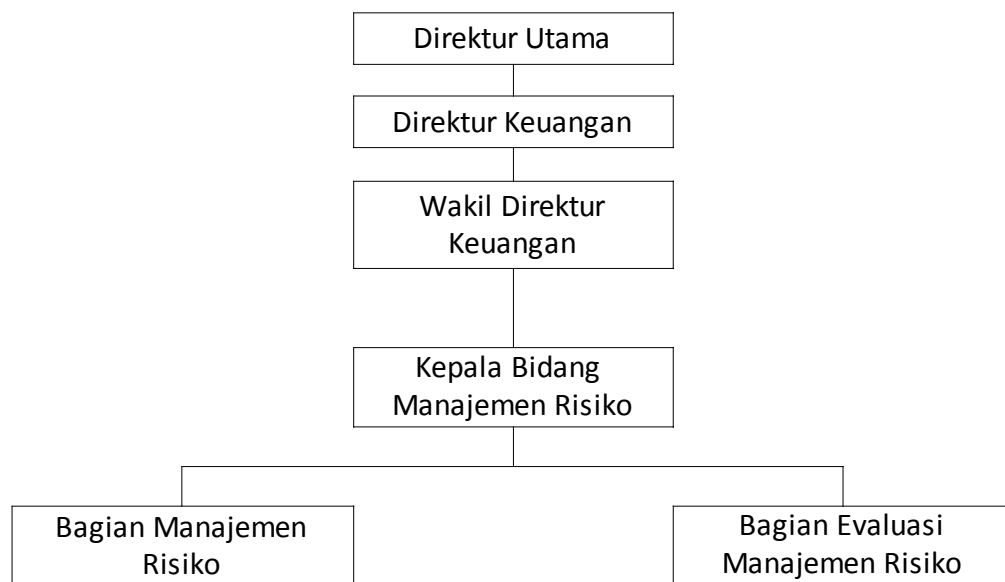 Direktur Utama
Direktur Keuangan
Wakil Direktur
Keuangan
Kepala Bidang
Manajemen Risiko
Bagian Manajemen
Risiko
Bagian Evaluasi
Manajemen Risiko